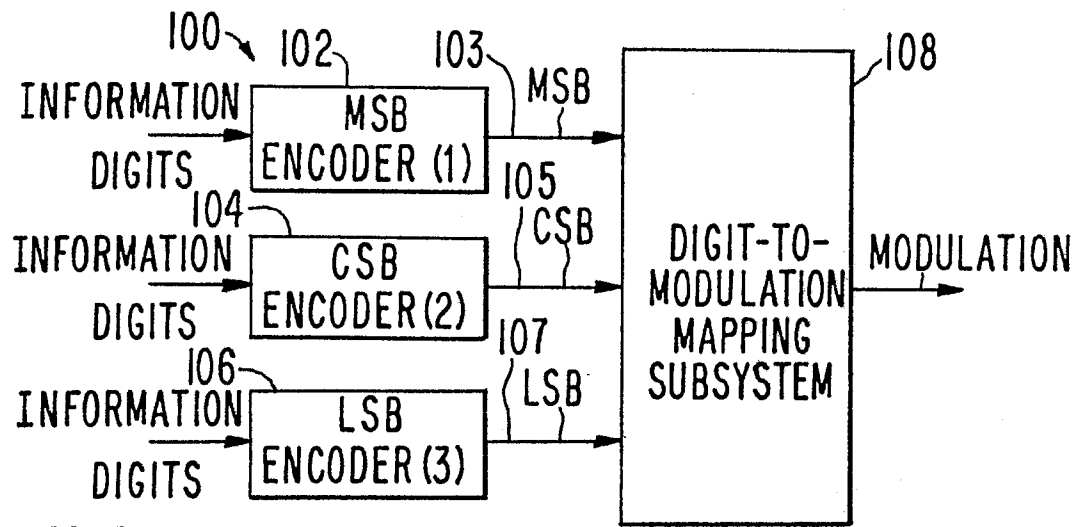 100
102
103
MSB
108
INFORMATION
DIGITS
MSB
ENCODER (1)
104
105
CSB
INFORMATION
DIGITS
CSB
ENCODER (2)
DIGIT-TO-
MODULATION
MAPPING
SUBSYSTEM
MODULATION
106
107
LSB
INFORMATION
DIGITS
LSB
ENCODER (3)